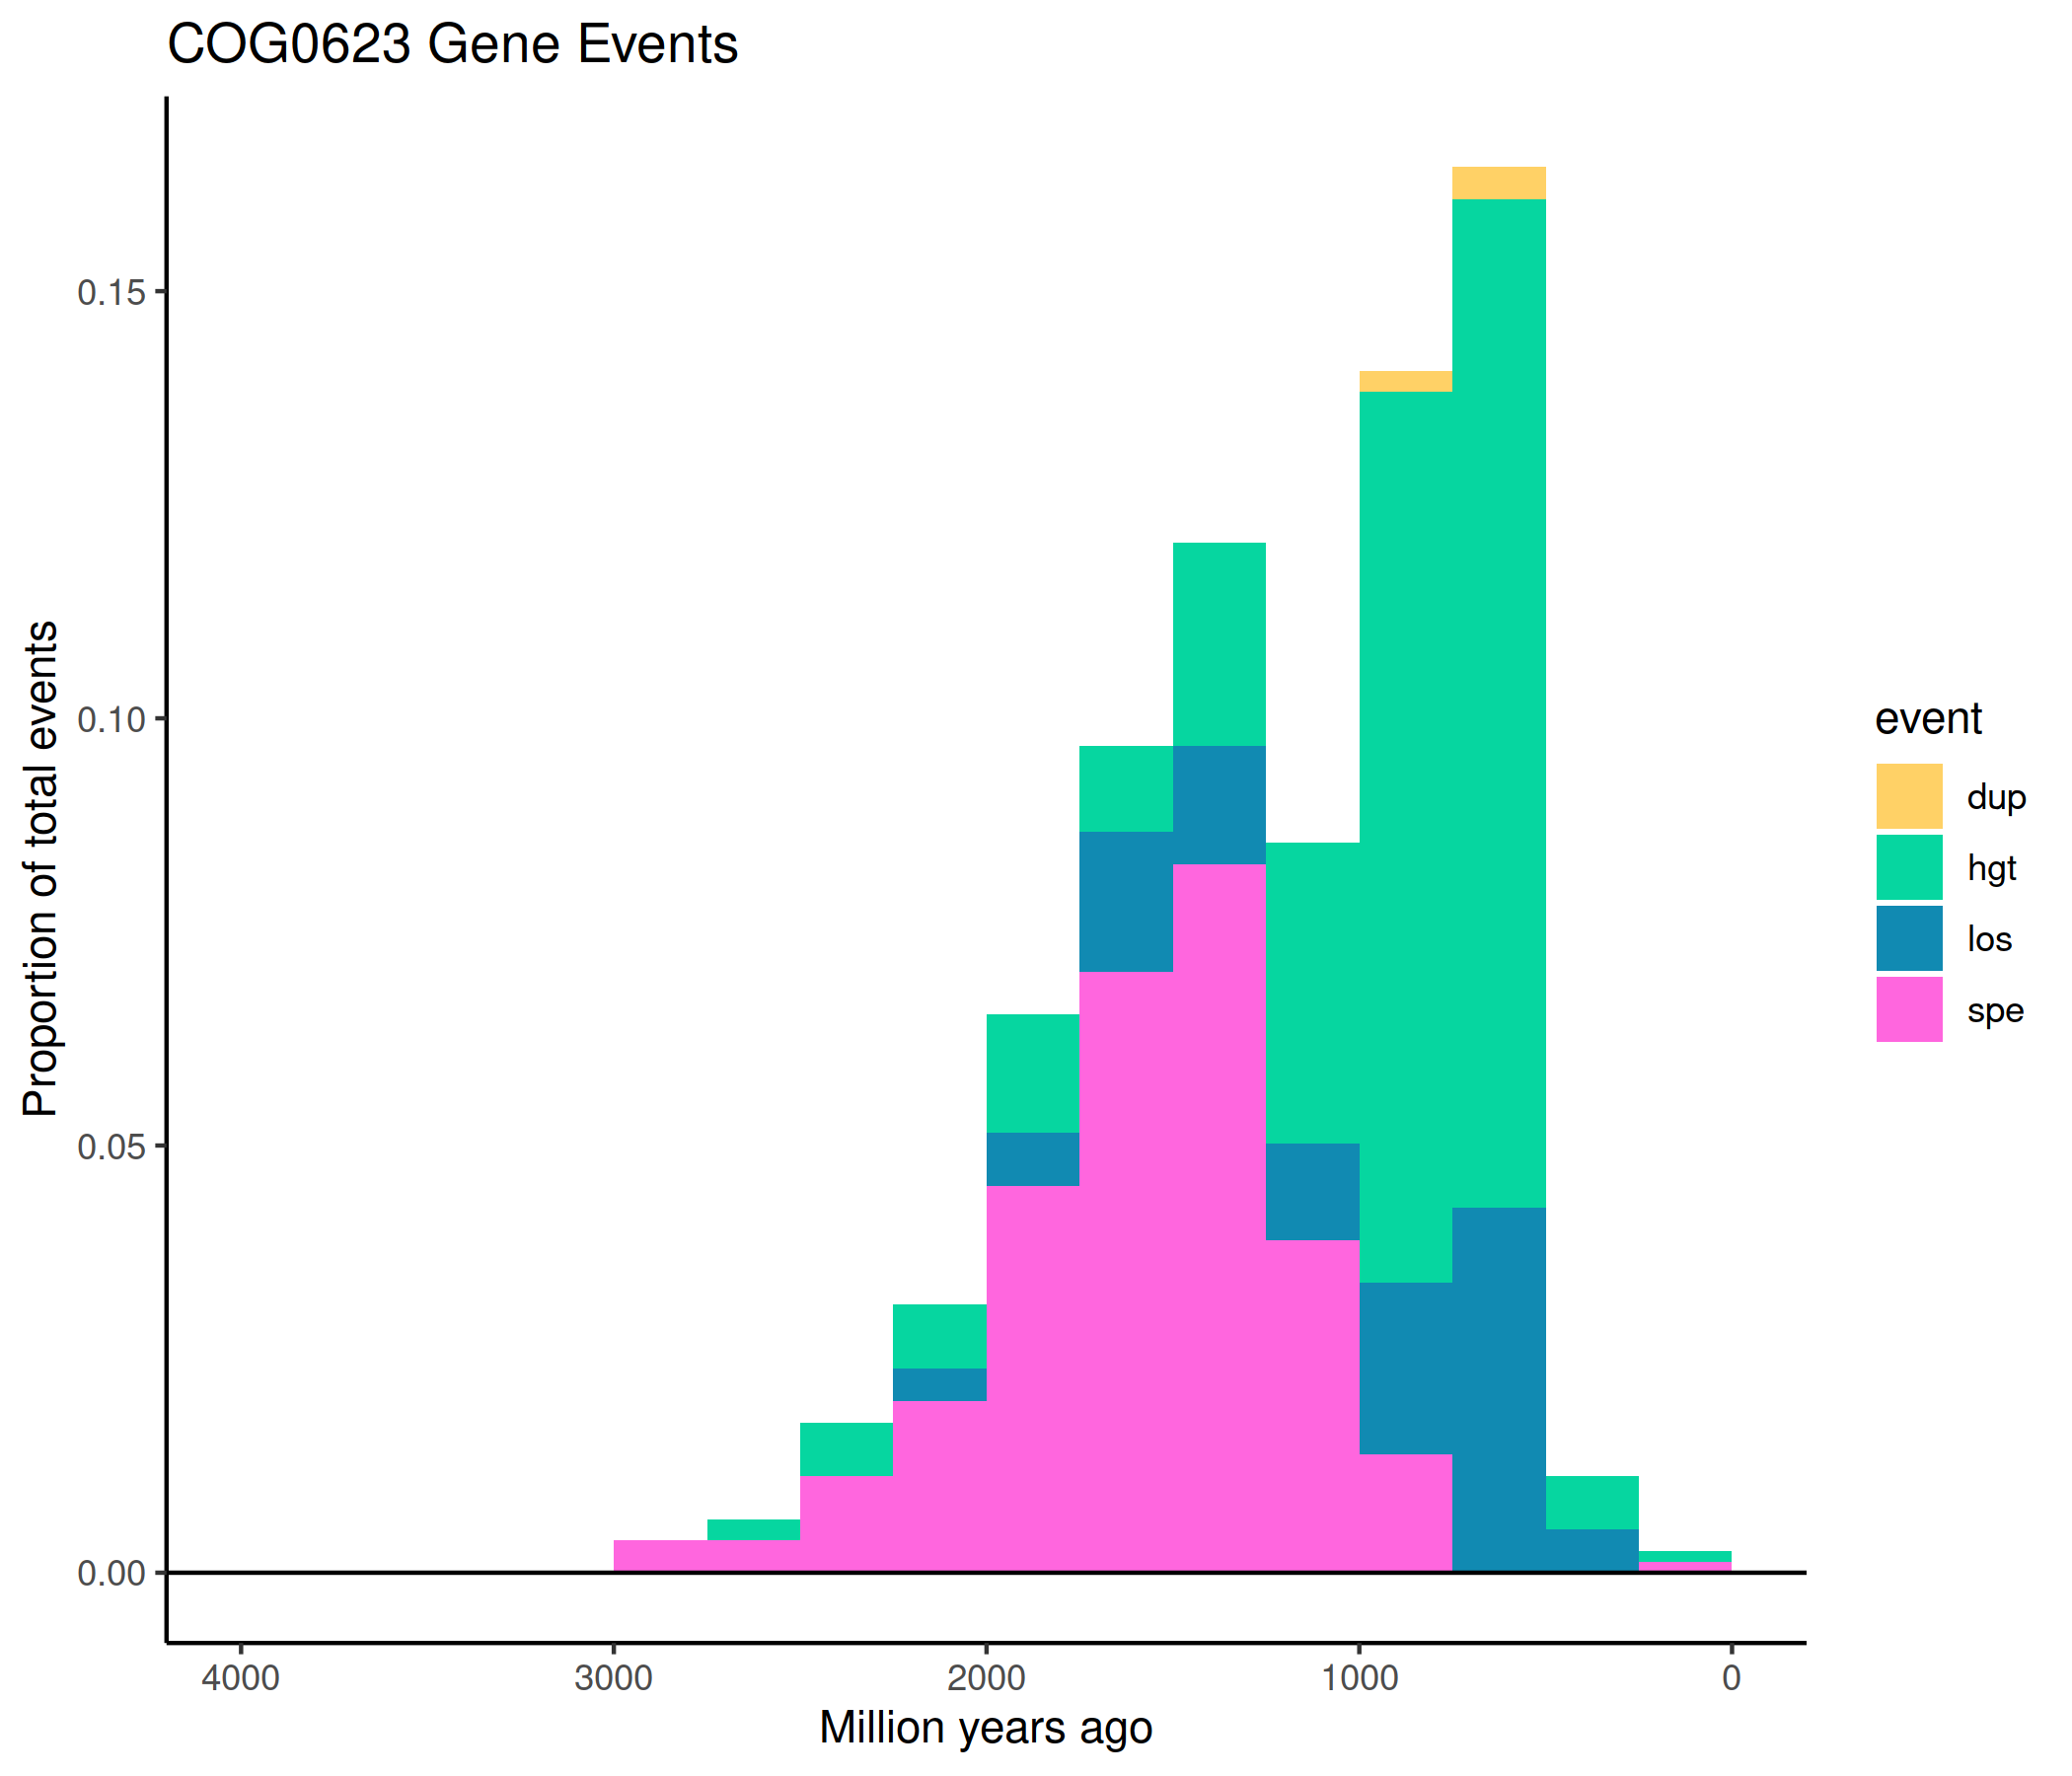 COG0623 Gene Events
Proportion of total events
0.15
0.10
0.05
0.00
4000 3000 2000 1000 0
Million years ago
event
dup
hgt
los
spe